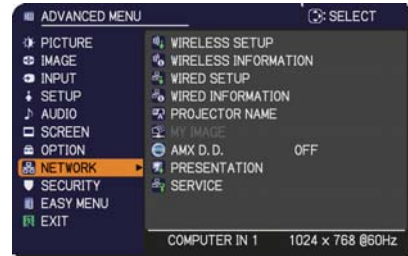 ADVANCED MENU
: SELECT
PICTURE
IMAGE
INPUT
SETUP
AUDIO
SCREEN
OPTION
NETWORK
SECURITY
EASY MENU
EXIT
WIRELESS SETUP
WIRELESS INFORMATION
WIRED SETUP
WIRED INFORMATION
PROJECTOR NAME
MY IMAGE
AMX D.D. OFF
PRESENTATION
SERVICE
COMPUTER IN 1 1024 x 768 @60Hz